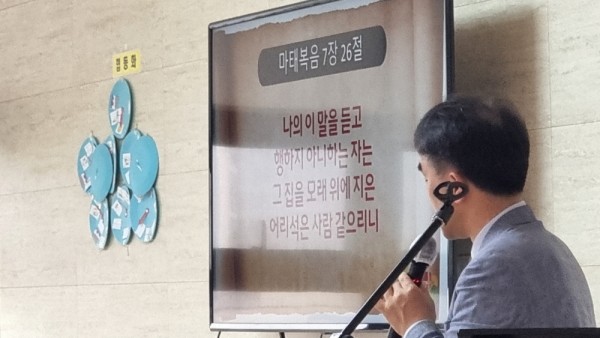 마태복음 7장 26절
나의 이 말을 듣고
행하지 아니하는 자는
그 집을 모래 위에 지은
어리석은 사람 같으리니